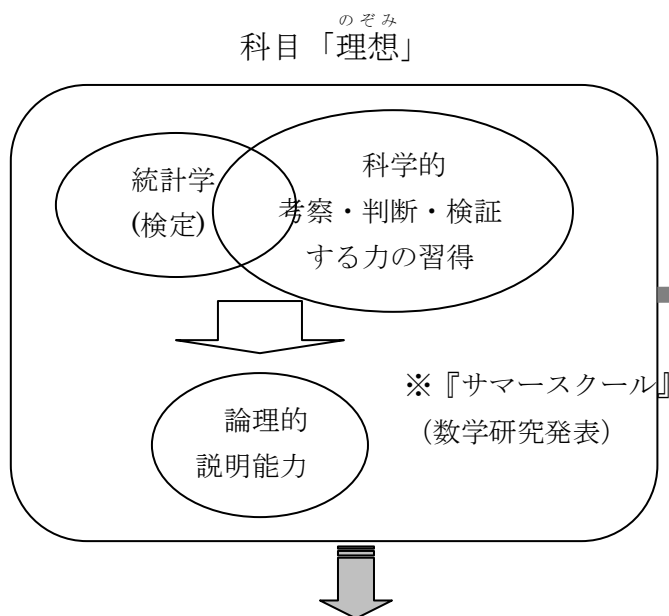 のぞみ
科目「理想」
統計学
(検定)
科学的
考察・判断・検証
する力の習得
論理的
説明能力
※『サマースクール』
（数学研究発表）